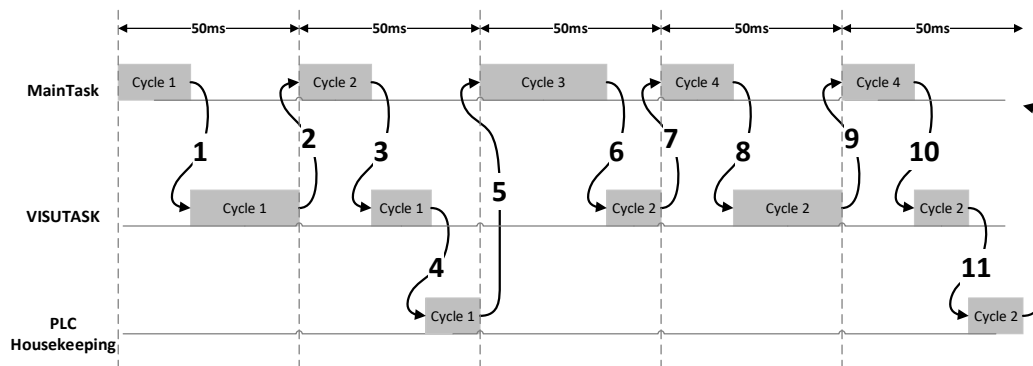 50ms 50ms 50ms 50ms 50ms
MainTask Cycle 1 Cycle 2 Cycle 3 Cycle 4 Cycle 4
1 2 3 5 6 7 8 9 10
VISUTASK Cycle 1 Cycle 1 Cycle 2 Cycle 2 Cycle 2
4 11
PLC Cycle 1 Cycle 2
Housekeeping